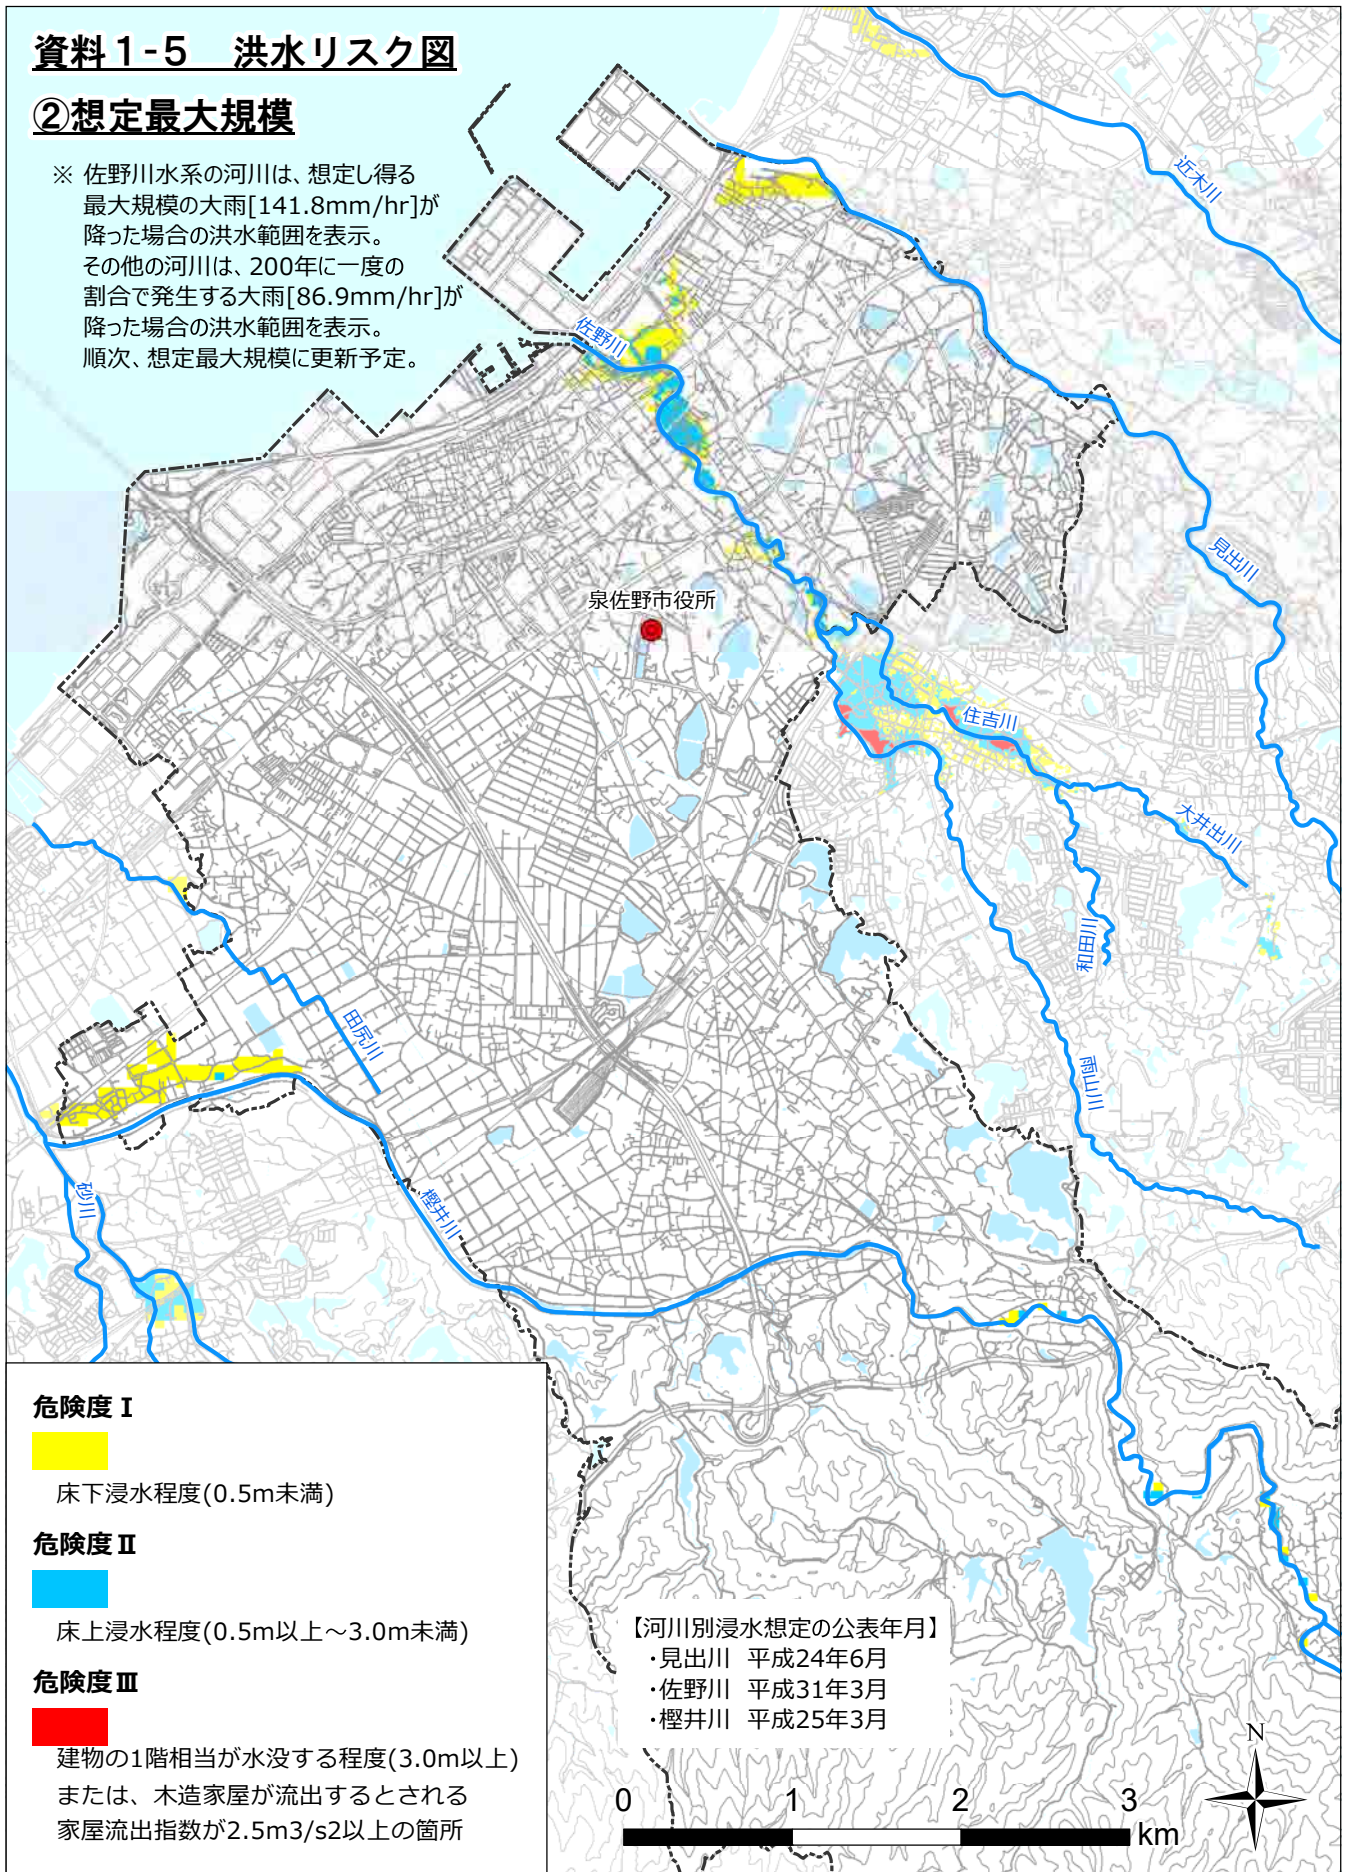 資料1-5　洪水リスク図
②想定最大規模
※ 佐野川水系の河川は、想定し得る
最大規模の大雨[141.8mm/hr]が
降った場合の洪水範囲を表示。
その他の河川は、200年に一度の
割合で発生する大雨[86.9mm/hr]が
降った場合の洪水範囲を表示。
順次、想定最大規模に更新予定。
近木川
佐野川
見出川
泉佐野市役所
住吉川
大井出川
和田川
田尻川
雨山川
砂川
樫井川
危険度Ⅰ
床下浸水程度(0.5m未満)
危険度Ⅱ
床上浸水程度(0.5m以上～3.0m未満)
危険度Ⅲ
建物の1階相当が水没する程度(3.0m以上)
または、木造家屋が流出するとされる
家屋流出指数が2.5m3/s2以上の箇所
【河川別浸水想定の公表年月】
・見出川 平成24年6月
・佐野川 平成31年3月
・樫井川 平成25年3月
N
0 1 2 3
km